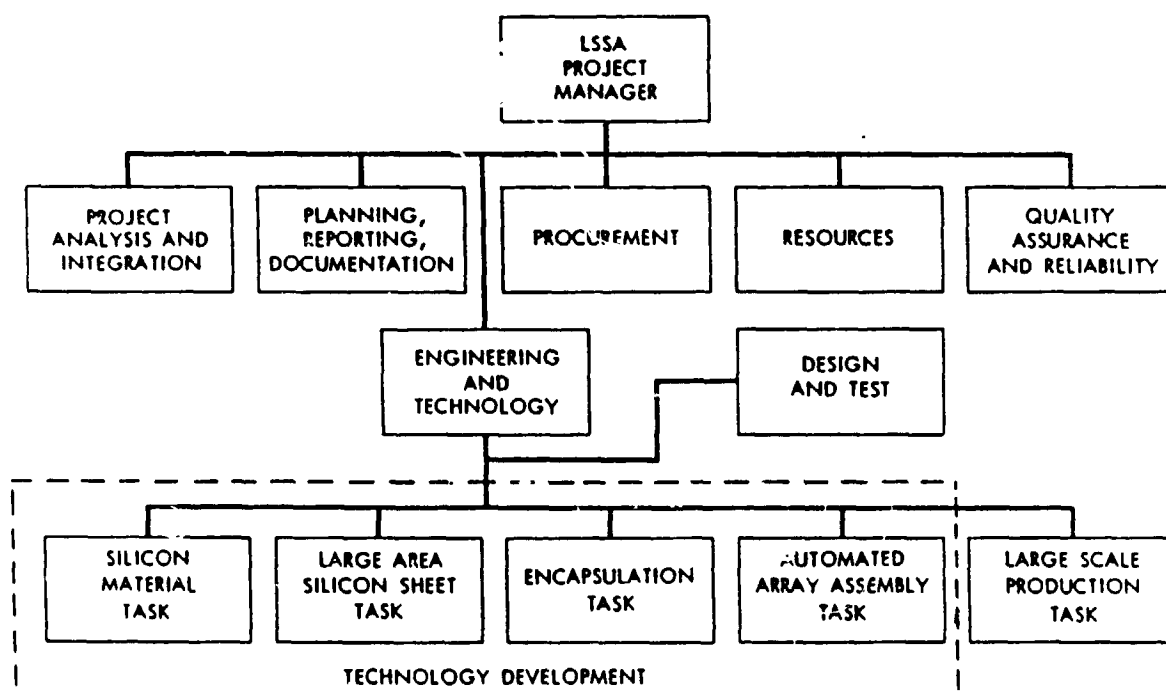 LSSA
PROJECT
MANAGER
PROJECT
ANALYSIS AND
INTEGRATION
PLANNING,
REPORTING,
DOCUMENTATION
PROCUREMENT
RESOURCES
QUALITY
ASSURANCE
AND RELIABILITY
ENGINEERING
AND
TECHNOLOGY
DESIGN
AND TEST
SILICON
MATERIAL
TASK
LARGE AREA
SILICON SHEET
TASK
ENCAPSULATION
TASK
AUTOMATED
ARRAY ASSEMBLY
TASK
LARGE SCALE
PRODUCTION
TASK
TECHNOLOGY DEVELOPMENT